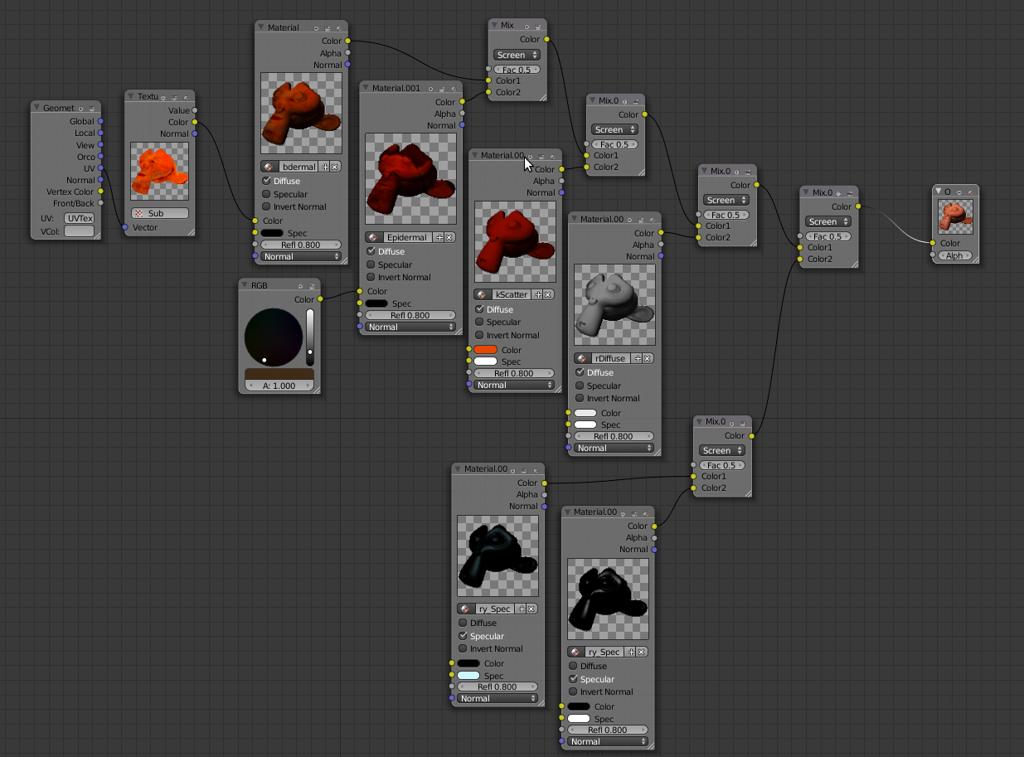 Geomet
Global
Local
View
Orco
UV
Normal
Vertex Color
Front/Back
UV: UVTex
VCol:
Textu
Value
Color
Normal
Sub
Vector
Material
Color
Alpha
Normal
bdermal
Diffuse
Specular
Invert Normal
Color
Spec
Refl 0.800
Normal
RGB
Color
A: 1.000
Material.001
Color
Alpha
Normal
Epidermal
Diffuse
Specular
Invert Normal
Color
Spec
Refl 0.800
Normal
Material.00
Color
Alpha
Normal
kScatter
Diffuse
Specular
Invert Normal
Color
Spec
Refl 0.800
Normal
Material.00
Color
Alpha
Normal
rDiffuse
Diffuse
Specular
Invert Normal
Color
Spec
Refl 0.800
Normal
Mix
Color
Screen
Fac 0.5
Color1
Color2
Mix.0
Color
Screen
Fac 0.5
Color1
Color2
Mix.0
Color
Screen
Fac 0.5
Color1
Color2
Mix.0
Color
Screen
Fac 0.5
Color1
Color2
O
Color
Alph
Mix.0
Color
Screen
Fac 0.5
Color1
Color2
Material.00
Color
Alpha
Normal
ry_Spec
Diffuse
Specular
Invert Normal
Color
Spec
Refl 0.800
Normal
Material.00
Color
Alpha
Normal
ry_Spec
Diffuse
Specular
Invert Normal
Color
Spec
Refl 0.800
Normal